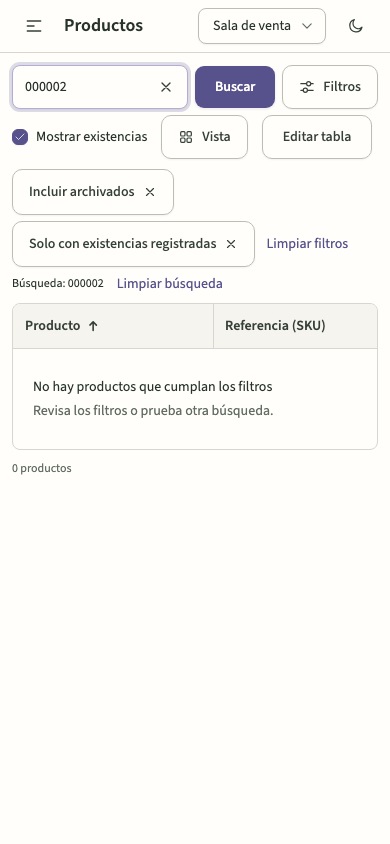 Productos
Sala de venta
000002
Buscar
Filtros
Mostrar existencias
Vista
Editar tabla
Incluir archivados
Solo con existencias registradas
Limpiar filtros
Búsqueda: 000002
Limpiar búsqueda
Producto
Referencia (SKU)
No hay productos que cumplan los filtros
Revisa los filtros o prueba otra búsqueda.
0 productos